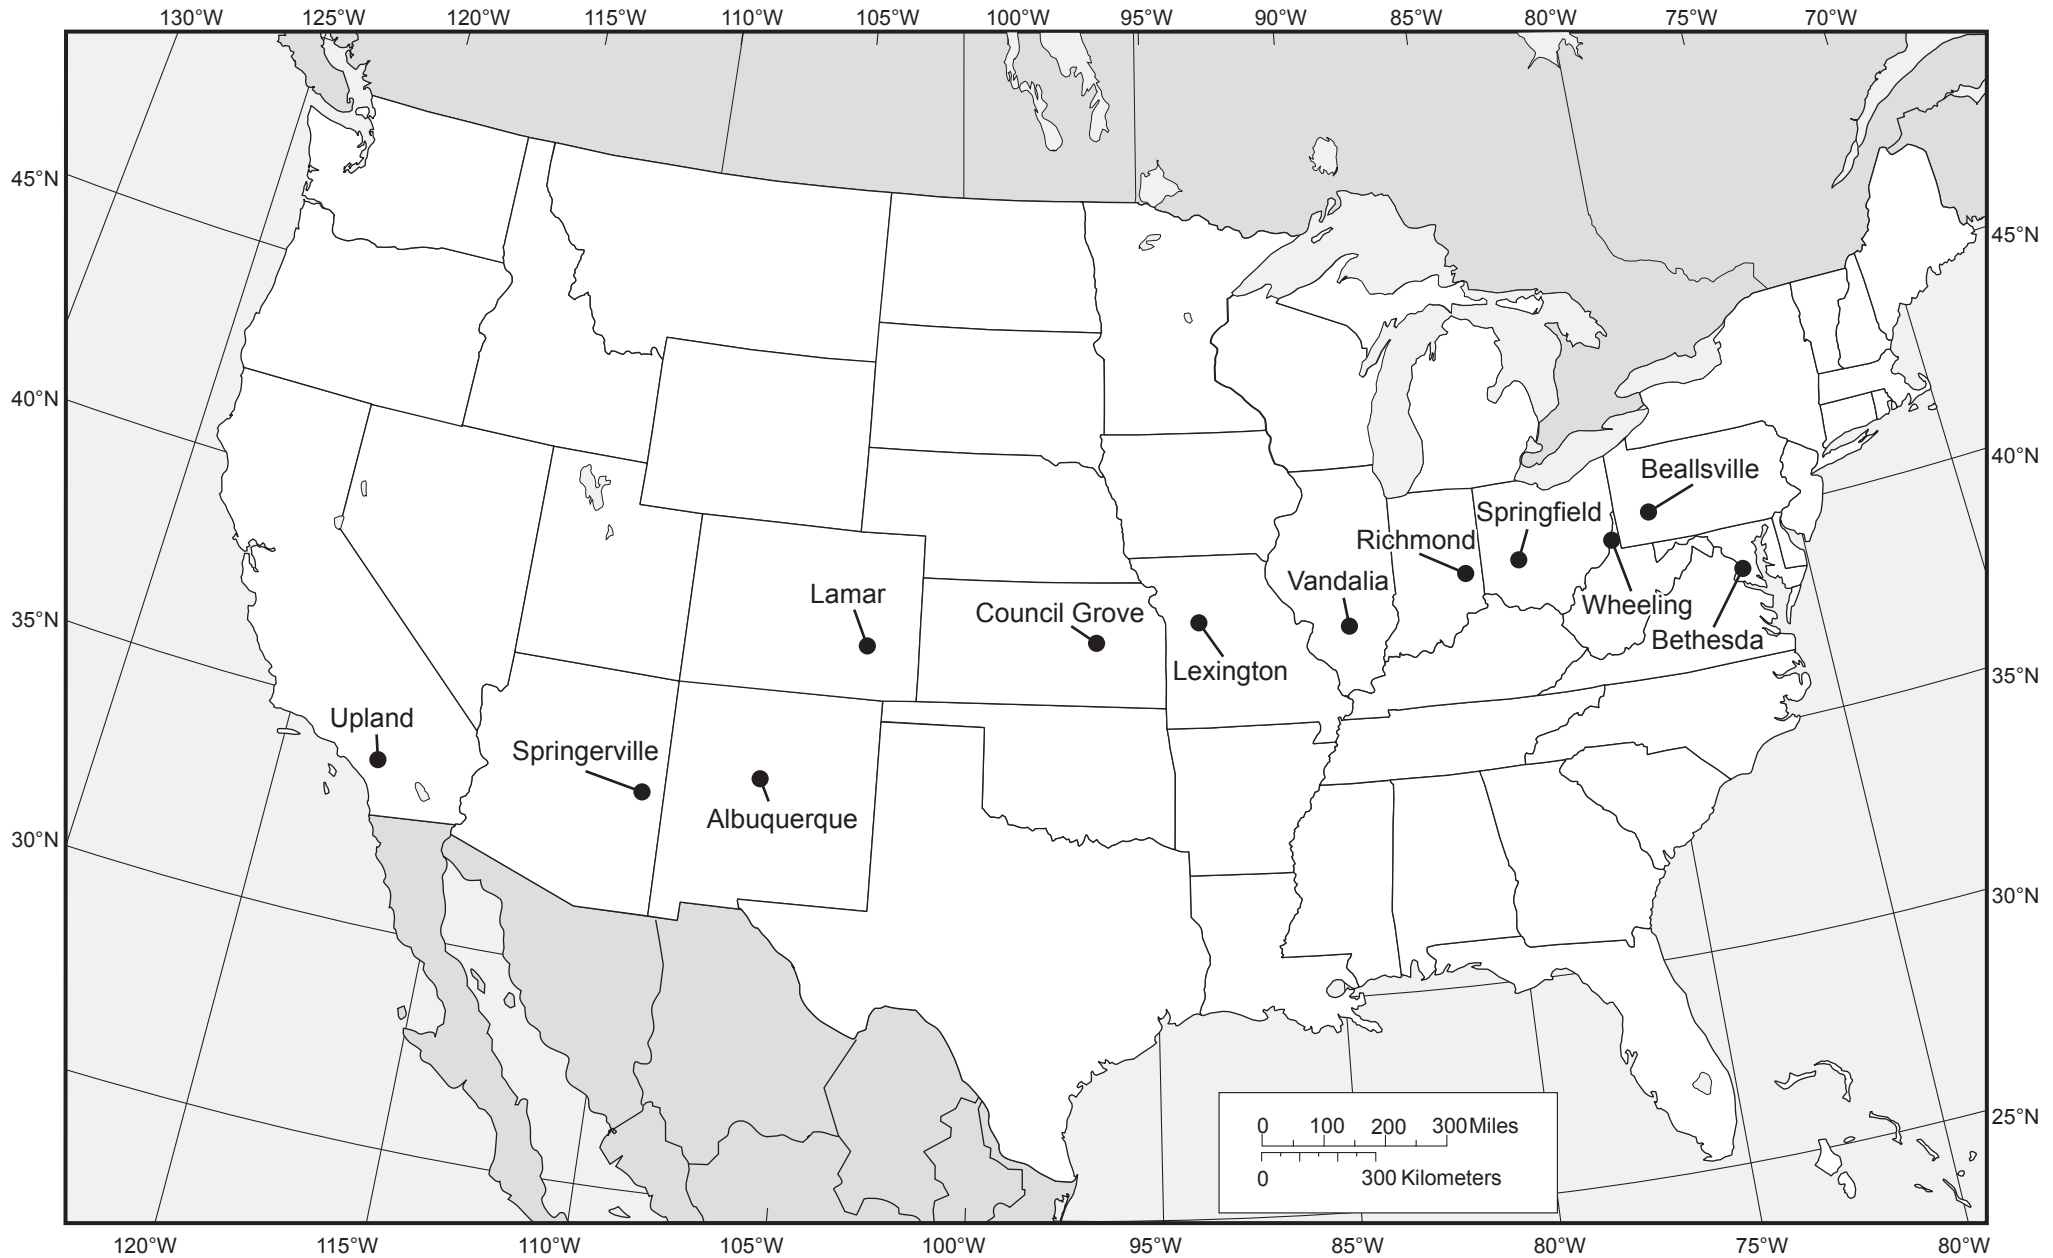 130°W 125°W 120°W 115°W 110°W 105°W 100°W 95°W 90°W 85°W 80°W 75°W 70°W
45°N
45°N
40°N
40°N
35°N
35°N
30°N
30°N
25°N
Beallsville
Springfield
Richmond
Vandalia
Wheeling
Bethesda
Lamar
Council Grove
Lexington
Upland
Springerville
Albuquerque
0 100 200 300 Miles
0 300 Kilometers
120°W 115°W 110°W 105°W 100°W 95°W 85°W 80°W 75°W 80°W